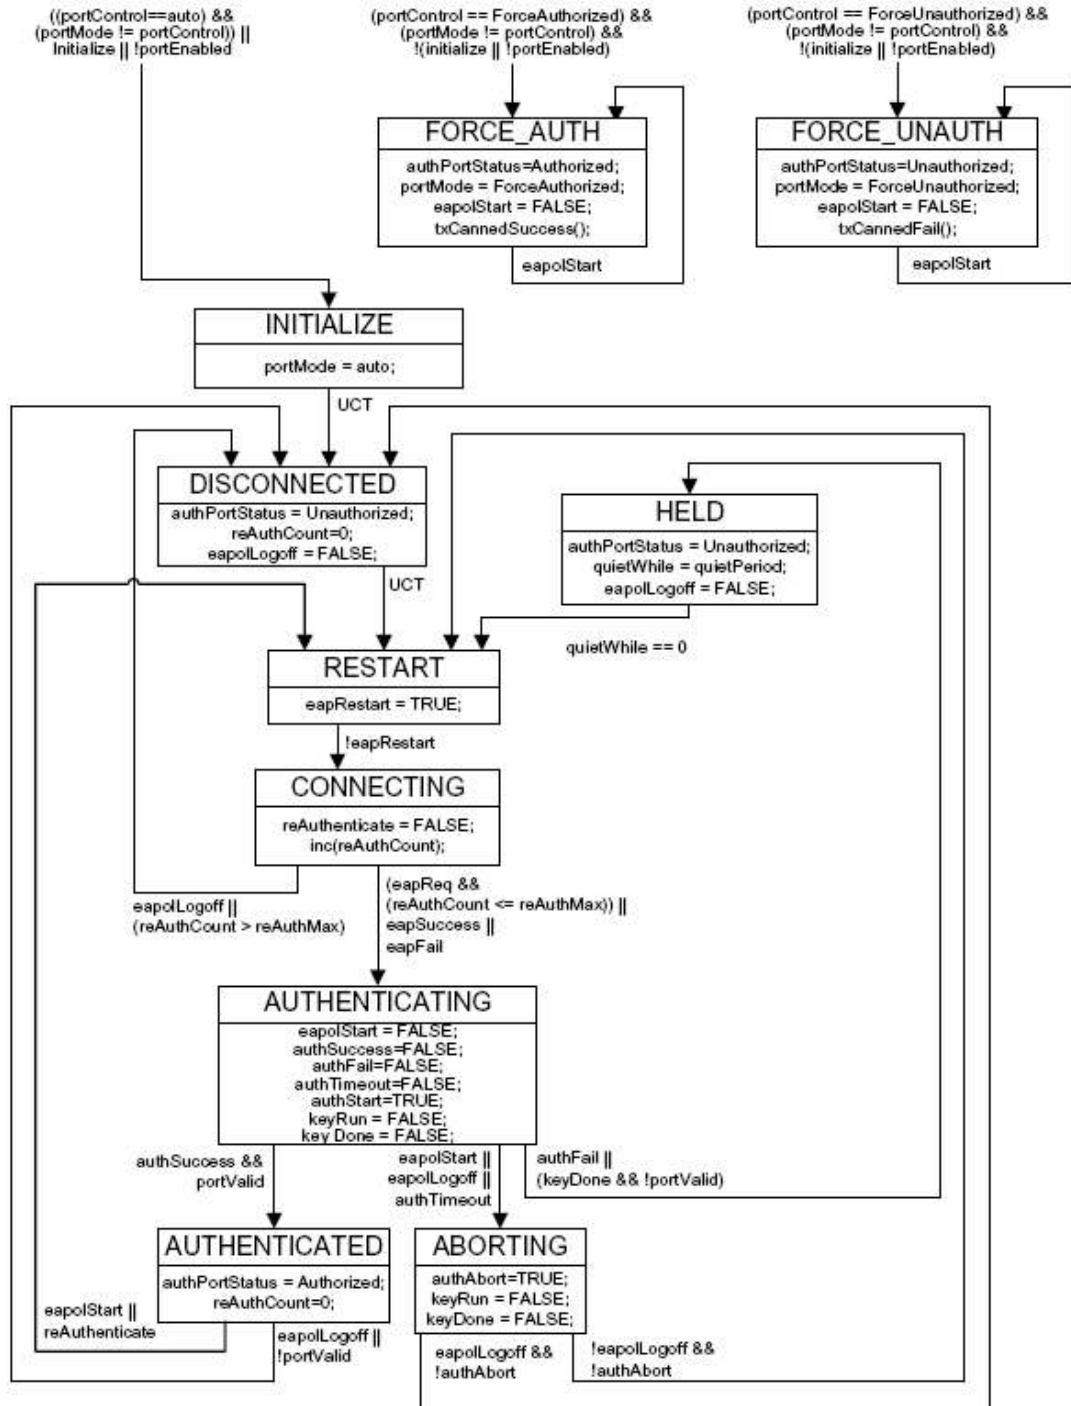 ((portControl==auto) &&
(portMode != portControl)) ||
Initialize || !portEnabled
(portControl == ForceAuthorized) &&
(portMode != portControl) &&
!(initialize || !portEnabled)
(portControl == ForceUnauthorized) &&
(portMode != portControl) &&
!(initialize || !portEnabled)
FORCE_AUTH
authPortStatus=Authorized;
portMode = ForceAuthorized;
eapolStart = FALSE;
txCannedSuccess();
eapolStart
FORCE_UNAUTH
authPortStatus=Unauthorized;
portMode = ForceUnauthorized;
eapolStart = FALSE;
txCannedFail();
eapolStart
INITIALIZE
portMode = auto;
UCT
DISCONNECTED
authPortStatus = Unauthorized;
reAuthCount=0;
eapolLogoff = FALSE;
UCT
HELD
authPortStatus = Unauthorized;
quietWhile = quietPeriod;
eapolLogoff = FALSE;
quietWhile == 0
RESTART
eapRestart = TRUE;
!eapRestart
CONNECTING
reAuthenticate = FALSE;
inc(reAuthCount);
eapolLogoff ||
(reAuthCount > reAuthMax)
(eapReq &&
(reAuthCount <= reAuthMax)) ||
eapSuccess ||
eapFail
AUTHENTICATING
eapolStart = FALSE;
authSuccess=FALSE;
authFail=FALSE;
authTimeout=FALSE;
authStart=TRUE;
keyRun = FALSE;
key Done = FALSE;
authSuccess &&
portValid
eapolStart ||
eapolLogoff ||
authTimeout
authFail ||
(keyDone && !portValid)
AUTHENTICATED
authPortStatus = Authorized;
reAuthCount=0;
ABORTING
authAbort=TRUE;
keyRun = FALSE;
keyDone = FALSE;
eapolStart ||
reAuthenticate
eapolLogoff ||
!portValid
eapolLogoff &&
!authAbort
!eapolLogoff &&
!authAbort